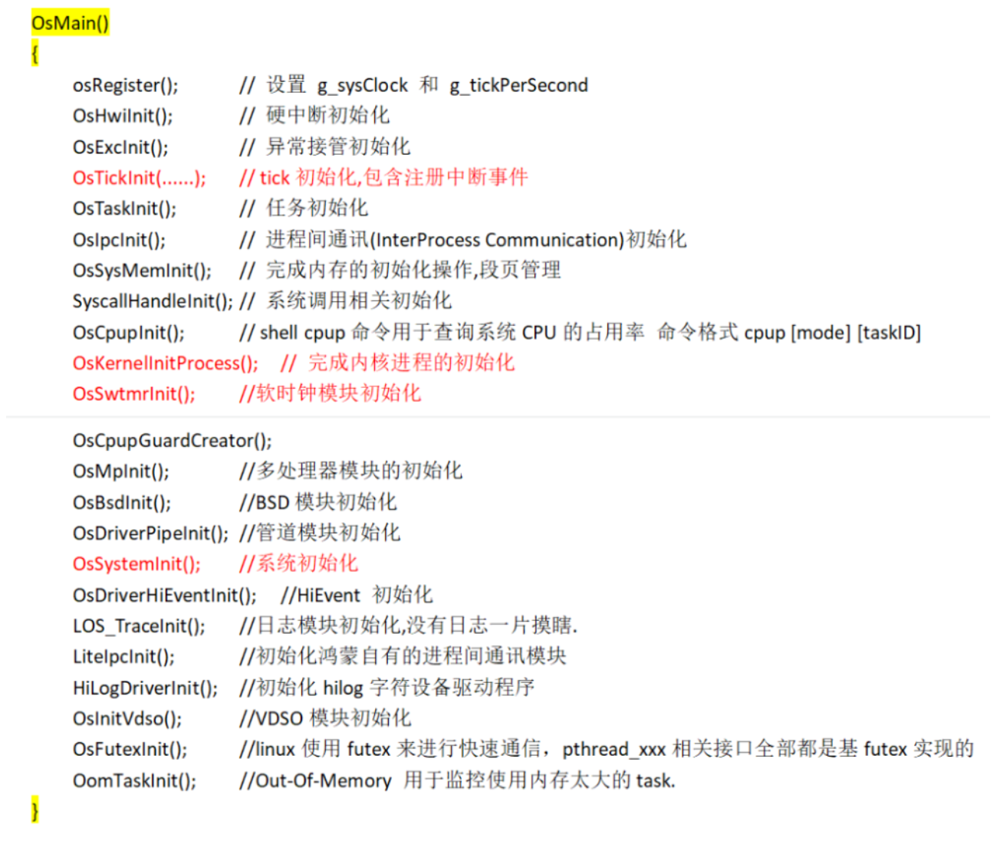 OsMain()
{
osRegister(); // 设置 g_sysClock 和 g_tickPerSecond
OsHwiInit(); // 硬中断初始化
OsExcInit(); // 异常接管初始化
OsTickInit(......); // tick 初始化,包含注册中断事件
OsTaskInit(); // 任务初始化
OsIpcInit(); // 进程间通讯(InterProcess Communication)初始化
OsSysMemInit(); // 完成内存的初始化操作,段页管理
SyscallHandleInit(); // 系统调用相关初始化
OsCpupInit(); // shell cpup 命令用于查询系统 CPU 的占用率 命令格式 cpup [mode] [taskID]
OsKernelInitProcess(); // 完成内核进程的初始化
OsSwtmrInit(); //软时钟模块初始化
OsCpupGuardCreator();
OsMpInit(); //多处理器模块的初始化
OsBsdInit(); //BSD 模块初始化
OsDriverPipeInit(); //管道模块初始化
OsSystemInit(); //系统初始化
OsDriverHiEventInit(); //HiEvent 初始化
LOS_TraceInit(); //日志模块初始化,没有日志一片摸瞎.
LiteIpcInit(); //初始化鸿蒙自有的进程间通讯模块
HiLogDriverInit(); //初始化 hilog 字符设备驱动程序
OsInitVdso(); //VDSO 模块初始化
OsFutexInit(); //linux 使用 futex 来进行快速通信，pthread_xxx 相关接口全部都是基 futex 实现的
OomTaskInit(); //Out-Of-Memory 用于监控使用内存太大的 task.
}